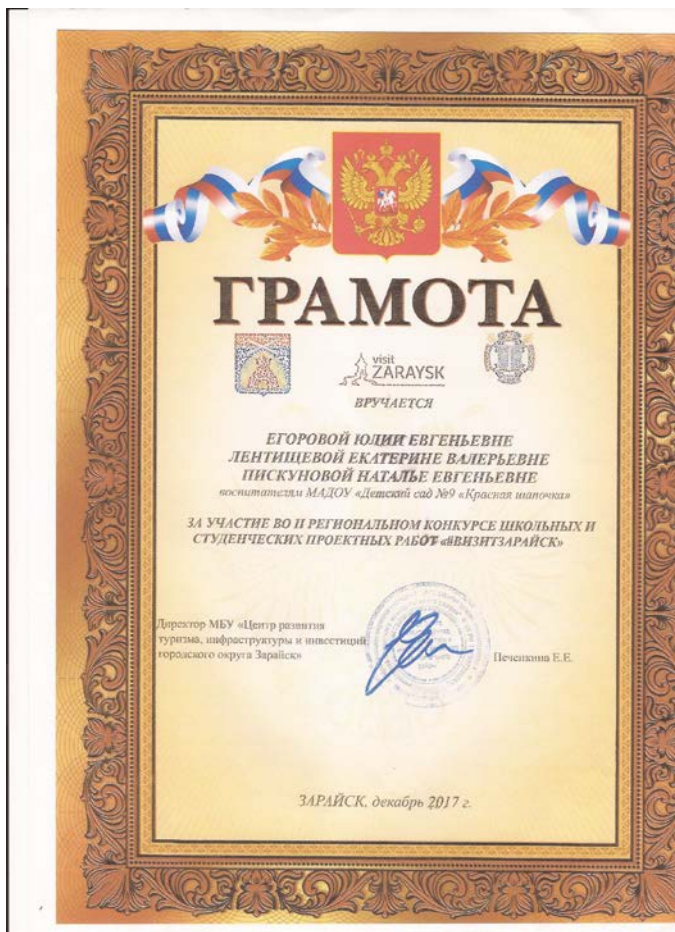 ГРАМОТА
visit
ZARAYSK
ВРУЧАЕТСЯ
ЕГОРОВОЙ ЮЛИИ ЕВГЕНЬЕВНЕ
ЛЕНТИЩЕВОЙ ЕКАТЕРИНЕ ВАЛЕРЬЕВНЕ
ПИСКУНОВОЙ НАТАЛЬЕ ЕВГЕНЬЕВНЕ
воспитателям МАДОУ «Детский сад №9 «Красная шапочка»
ЗА УЧАСТИЕ ВО II РЕГИОНАЛЬНОМ КОНКУРСЕ ШКОЛЬНЫХ И
СТУДЕНЧЕСКИХ ПРОЕКТНЫХ РАБОТ «#ВИЗИТЗАРАЙСК»
Директор МБУ «Центр развития
туризма, инфраструктуры и инвестиций
городского округа Зарайск»
Печенкина Е.Е.
ЗАРАЙСК, декабрь 2017 г.